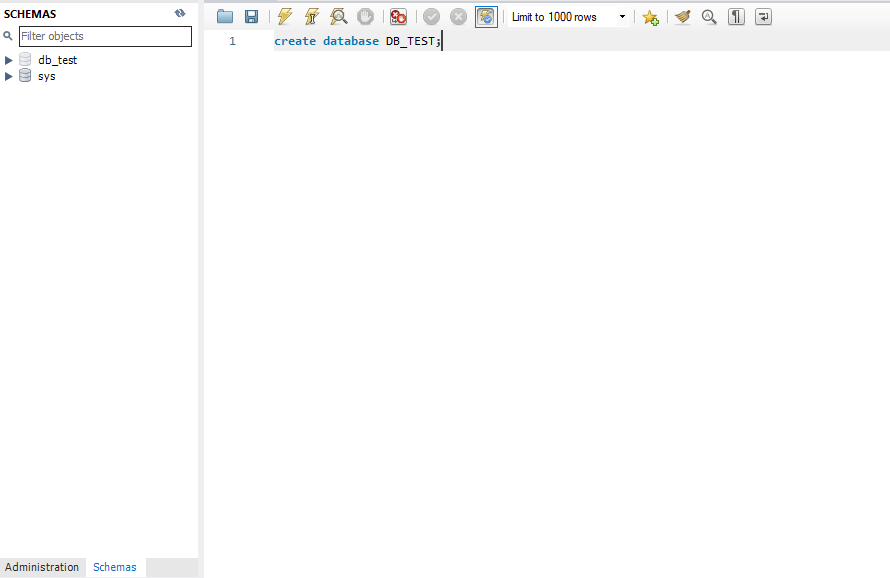 SCHEMAS
Filter objects
db_test
sys
Administration
Schemas
Limit to 1000 rows
1
create database DB_TEST;